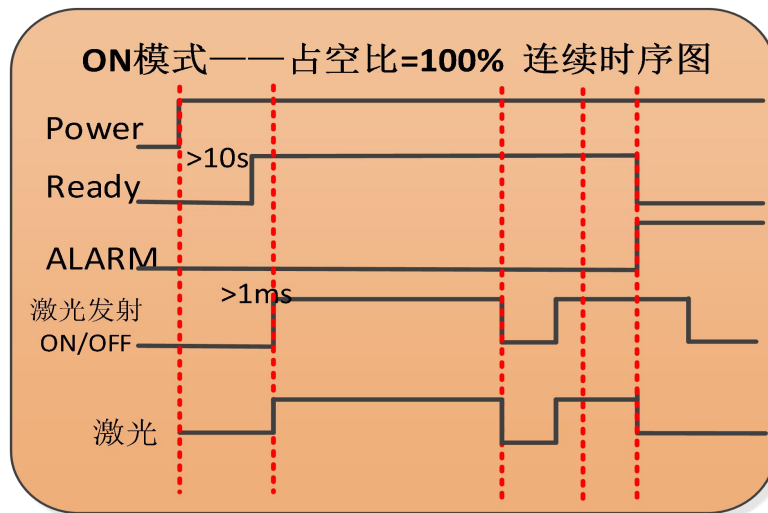 ON模式——占空比=100% 连续时序图
Power
>10s
Ready
ALARM
>1ms
激光发射
ON/OFF
激光